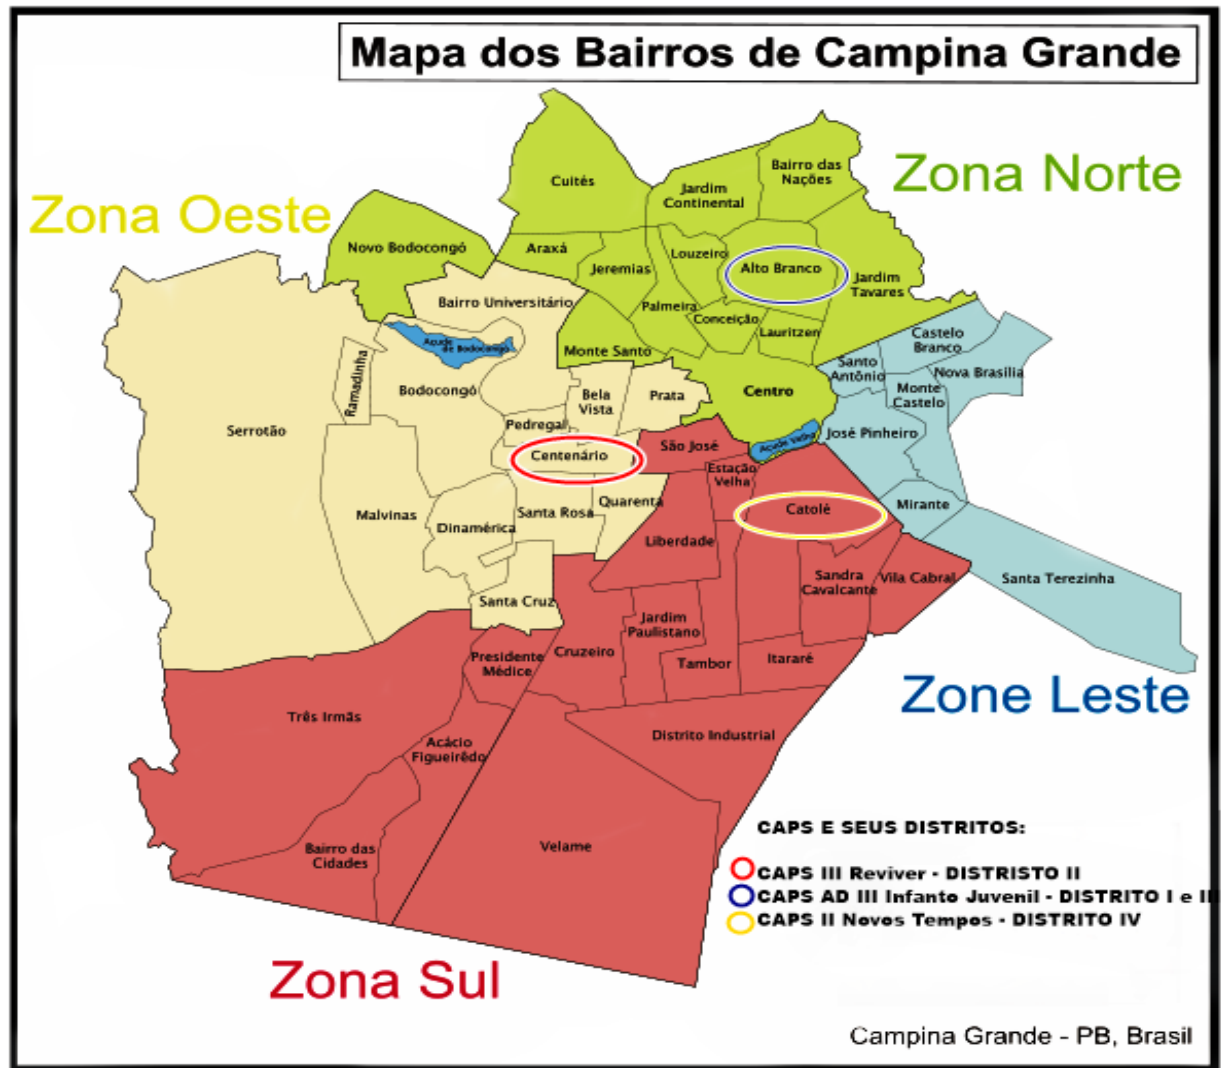 Mapa dos Bairros de Campina Grande
Zona Norte
Zona Oeste
Cuités
Bairro das
Nações
Jardim
Continental
Novo Bodocongó
Araxá
Jeremias
Louzeiro
Alto Branco
Jardim
Tavares
Bairro Universitário
Palmeira
Conceição
Lauritzen
Castelo
Branco
Açude
de Bodocongó
Monte Santo
Santo
Antônio
Nova Brasília
Ramadinha
Bodocongó
Bela
Vista
Prata
Centro
Monte
Castelo
Serrotão
Pedregal
José Pinheiro
Açude Velho
São José
Centenário
Estação
Velha
Malvinas
Dinamérica
Santa Rosa
Quarenta
Catolé
Mirante
Liberdade
Sandra
Cavalcante
Vila Cabral
Santa Terezinha
Santa Cruz
Jardim
Paulistano
Presidente
Médice
Cruzeiro
Tambor
Itararé
Zone Leste
Três Irmãs
Acácio
Figueirêdo
Distrito Industrial
Bairro das
Cidades
Velame
CAPS E SEUS DISTRITOS:
CAPS III Reviver - DISTRISTO II
CAPS AD III Infanto Juvenil - DISTRITO I e III
CAPS II Novos Tempos - DISTRITO IV
Zona Sul
Campina Grande - PB, Brasil